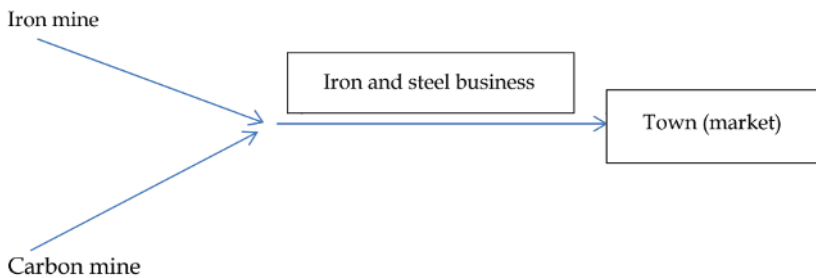 Iron mine
Iron and steel business
Town (market)
Carbon mine